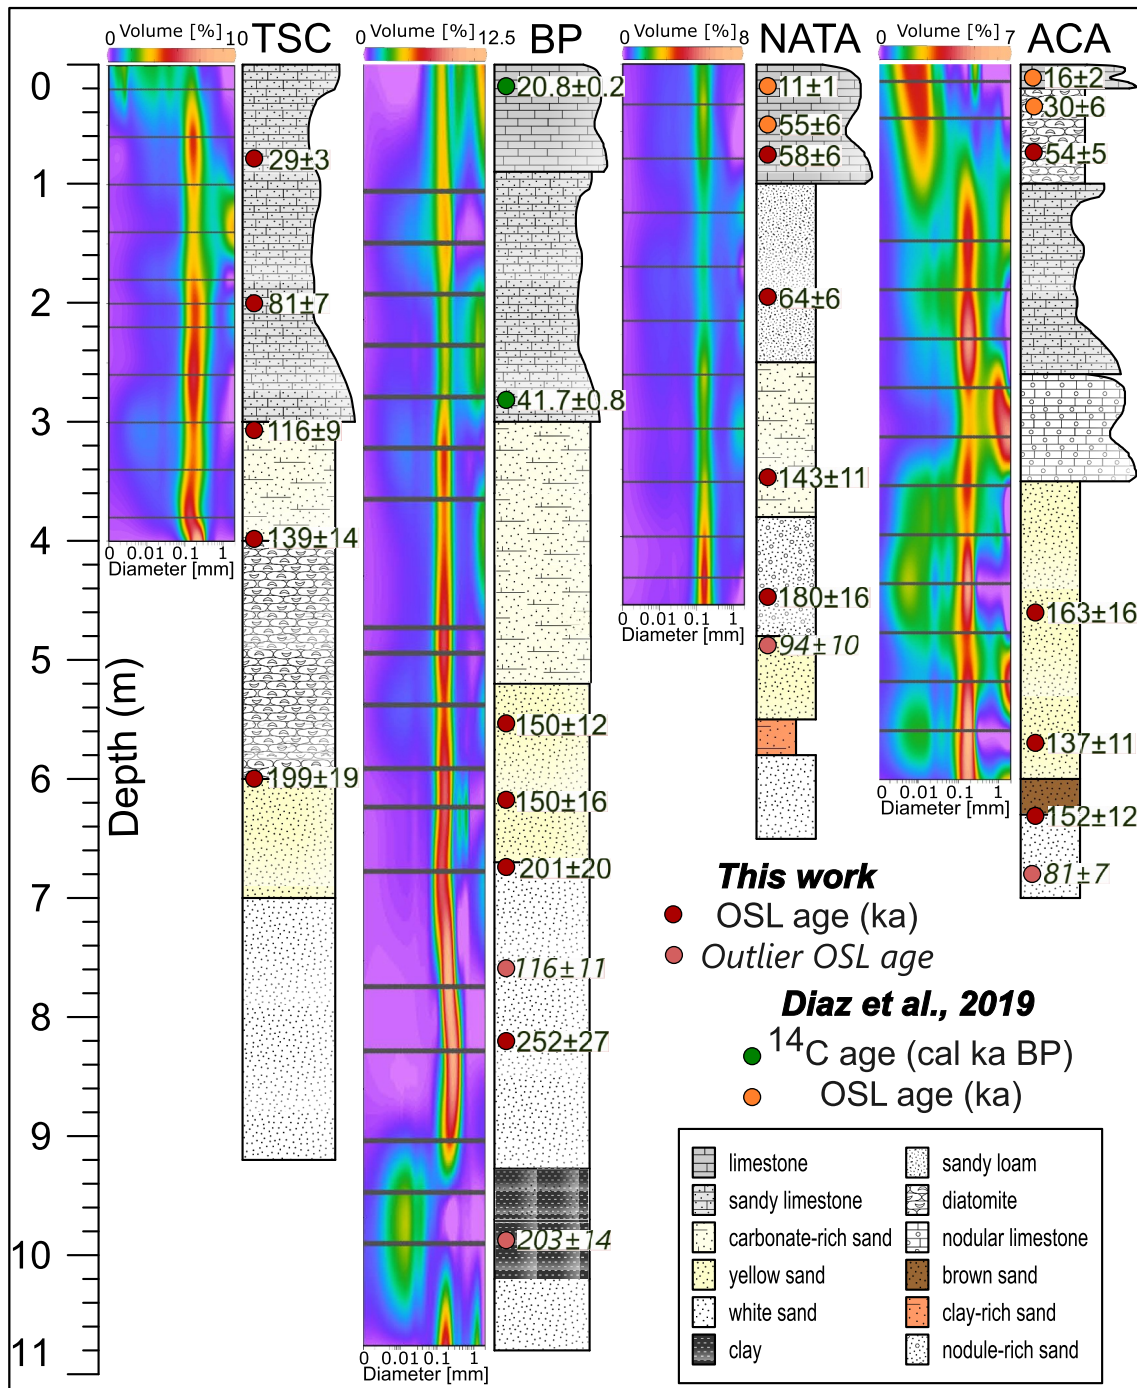 Volume [%]
0
10
TSC
Volume [%]
0
12.5
BP
Volume [%]
0
8
NATA
Volume [%]
0
7
ACA
Depth (m)
0
1
2
3
4
5
6
7
8
9
10
11
29±3
81±7
116±9
139±14
199±19
0
0.01
0.1
1
Diameter [mm]
20.8±0.2
41.7±0.8
150±12
150±16
201±20
116±11
252±27
203±14
0
0.01
0.1
1
Diameter [mm]
11±1
55±6
58±6
64±6
143±11
180±16
94±10
0
0.01
0.1
1
Diameter [mm]
16±2
30±6
54±5
163±16
137±11
152±12
81±7
0
0.01
0.1
1
Diameter [mm]
This work
OSL age (ka)
Outlier OSL age
Diaz et al., 2019
14C age (cal ka BP)
OSL age (ka)
limestone
sandy limestone
carbonate-rich sand
yellow sand
white sand
clay
sandy loam
diatomite
nodular limestone
brown sand
clay-rich sand
nodule-rich sand